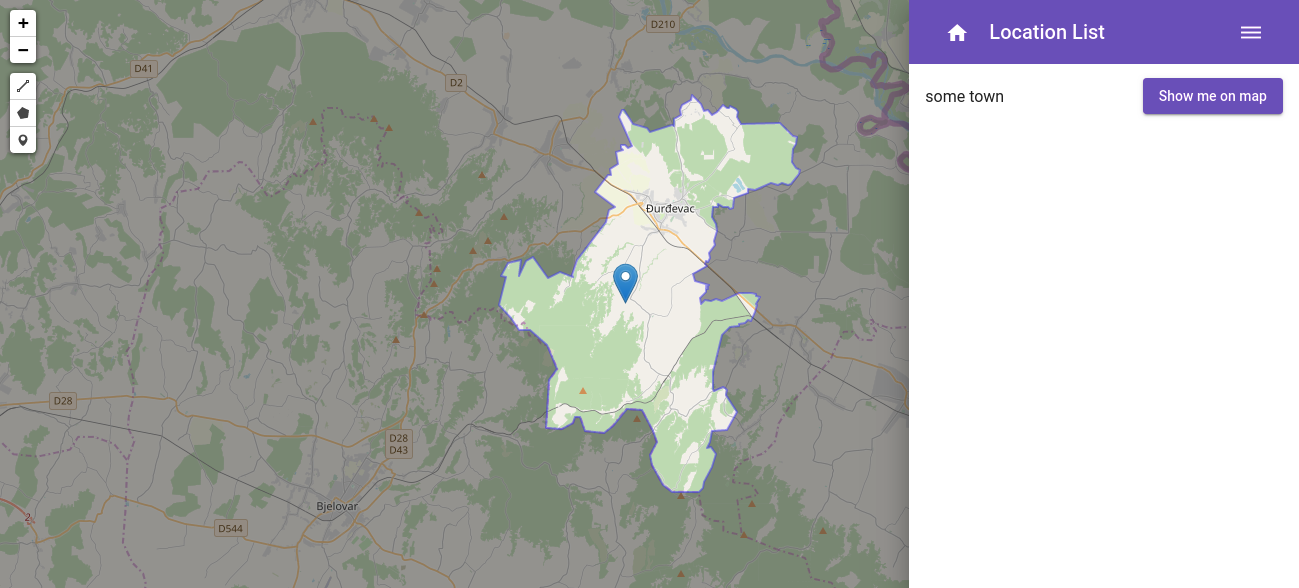 +
−
D210
D41
D2
Đurđevac
D28
D28
D43
Bjelovar
D544
2
Location List
some town
Show me on map